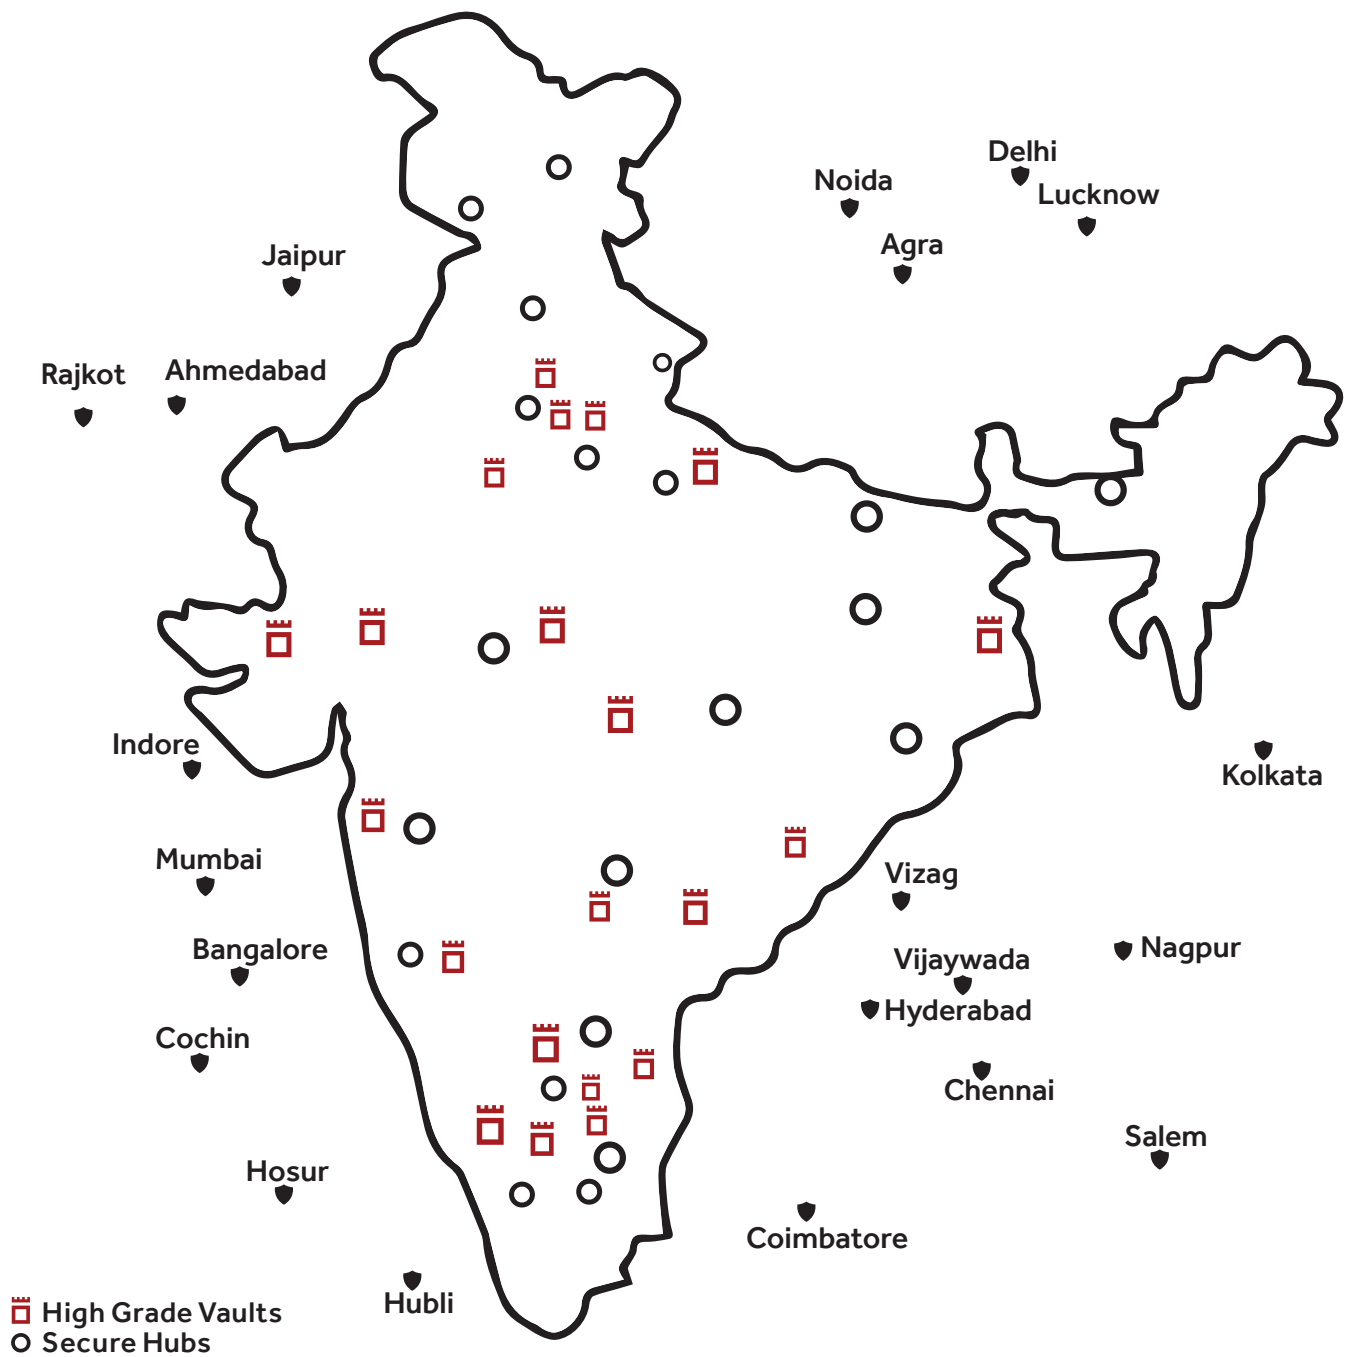 Delhi
Noida
Lucknow
Agra
Jaipur
Rajkot
Ahmedabad
Indore
Kolkata
Mumbai
Vizag
Bangalore
Nagpur
Vijaywada
Hyderabad
Cochin
Chennai
Salem
Hosur
Coimbatore
Hubli
High Grade Vaults
Secure Hubs